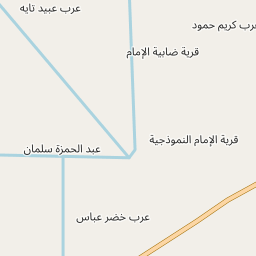 عرب عبيد تايه
عرب كريم حمود
قرية ضابية الإمام
قرية الإمام النموذجية
عبد الحمزة سلمان
عرب خضر عباس